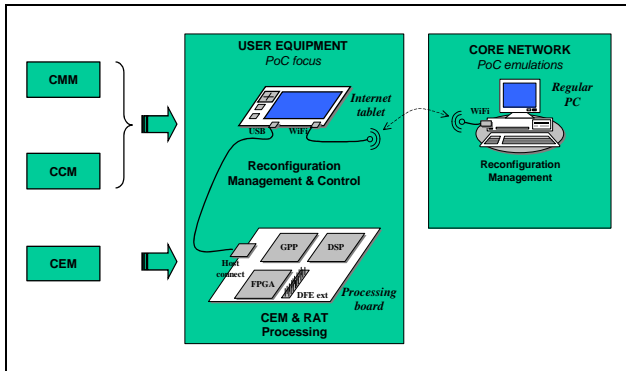 CMM
CCM
CEM
USER EQUIPMENT
PoC focus
Internet
tablet
USB
WiFi
Reconfiguration
Management & Control
Host
connect
GPP
DSP
FPGA
DFE ext
Processing
board
CEM & RAT
Processing
CORE NETWORK
PoC emulations
Regular
PC
WiFi
Reconfiguration
Management